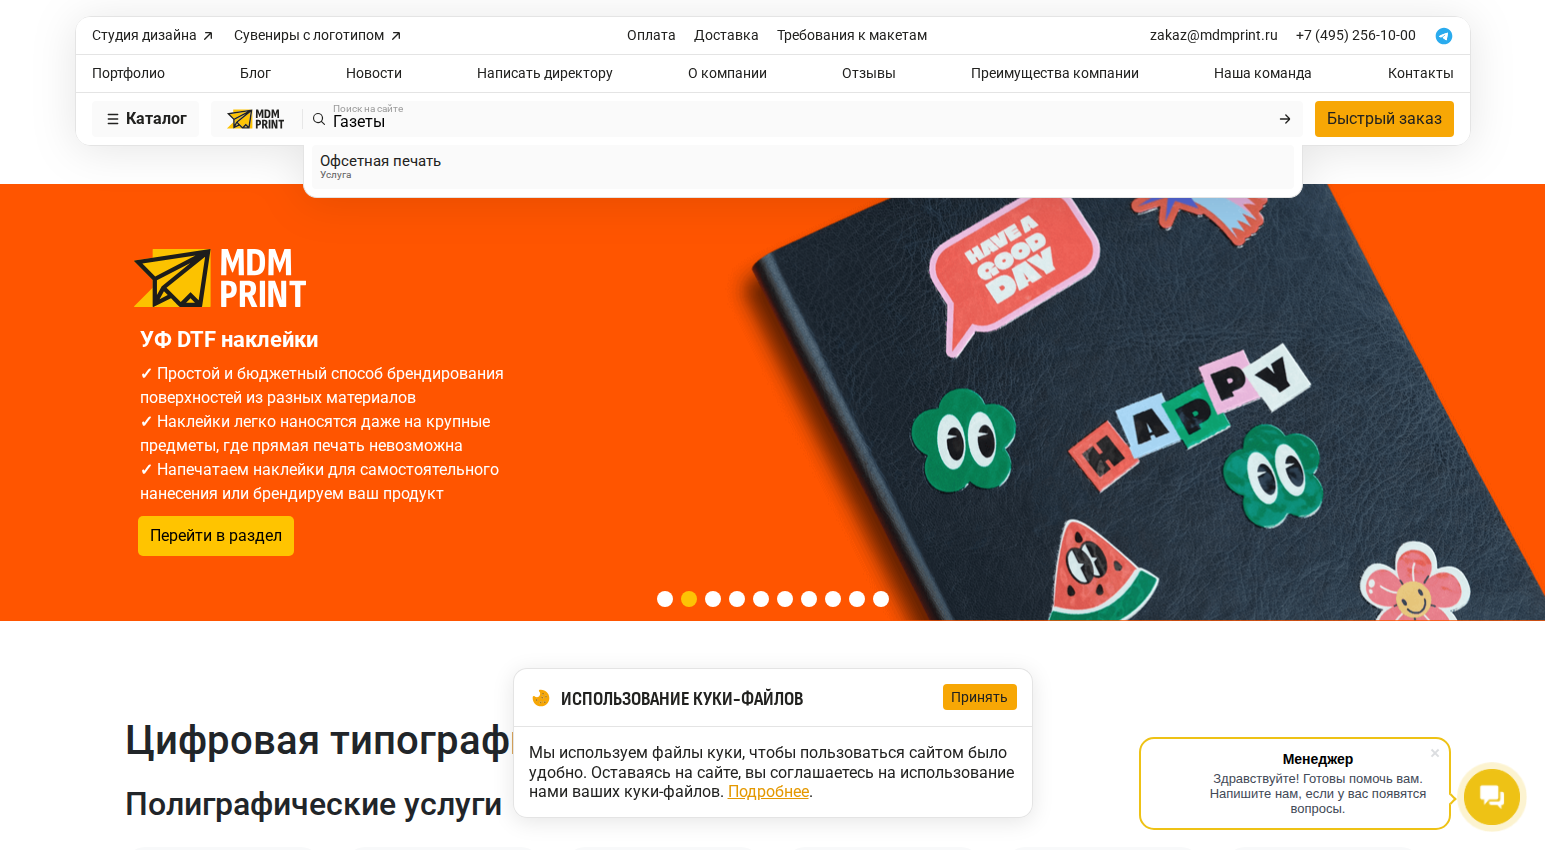 Студия дизайна
Сувениры с логотипом
Оплата
Доставка
Требования к макетам
zakaz@mdmprint.ru
+7 (495) 256-10-00
Портфолио
Блог
Новости
Написать директору
О компании
Отзывы
Преимущества компании
Наша команда
Контакты
Каталог
MDM
PRINT
Поиск на сайте
Газеты
Быстрый заказ
Офсетная печать
Услуга
MDM
PRINT
УФ DTF наклейки
✓ Простой и бюджетный способ брендирования
поверхностей из разных материалов
✓ Наклейки легко наносятся даже на крупные
предметы, где прямая печать невозможна
✓ Напечатаем наклейки для самостоятельного
нанесения или брендируем ваш продукт
Перейти в раздел
HAVE A
GOOD
DAY
HAPPY
ИСПОЛЬЗОВАНИЕ КУКИ-ФАЙЛОВ
Принять
Мы используем файлы куки, чтобы пользоваться сайтом было
удобно. Оставаясь на сайте, вы соглашаетесь на использование
нами ваших куки-файлов. Подробнее.
Цифровая
Полиграфические услуги
Менеджер
Здравствуйте! Готовы помочь вам.
Напишите нам, если у вас появятся
вопросы.